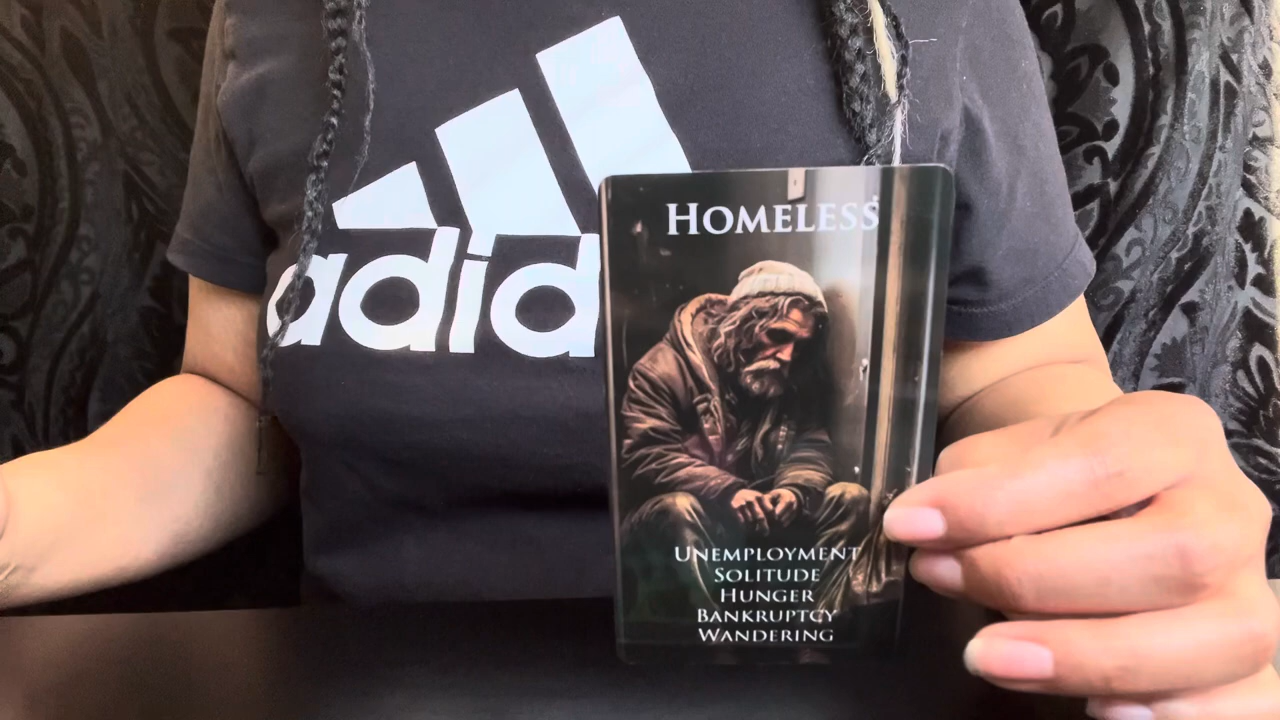 adid
HOMELESS
UNEMPLOYMENT
SOLITUDE
HUNGER
BANKRUPTCY
WANDERING